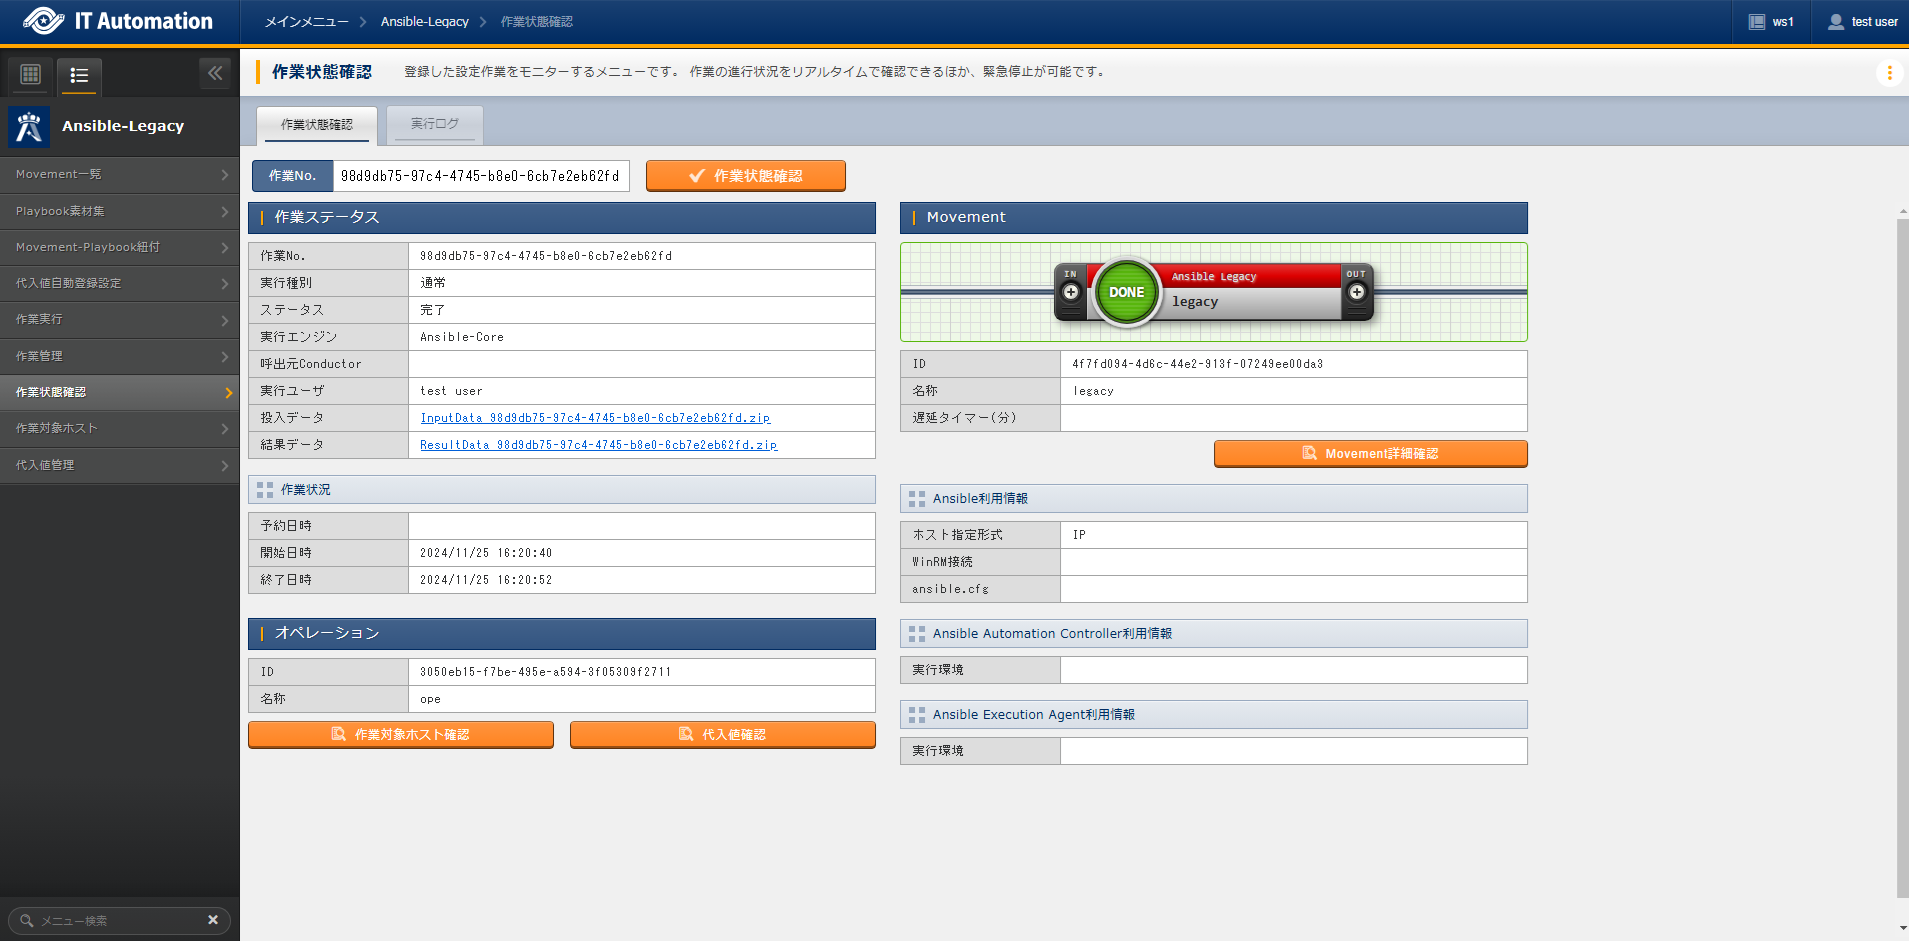 IT Automation
メインメニュー
Ansible-Legacy
作業状態確認
ws1
test user
Ansible-Legacy
Movement一覧
Playbook素材集
Movement-Playbook紐付
代入値自動登録設定
作業実行
作業管理
作業状態確認
作業対象ホスト
代入値管理
メニュー検索
作業状態確認
登録した設定作業をモニターするメニューです。 作業の進行状況をリアルタイムで確認できるほか、緊急停止が可能です。
作業状態確認
実行ログ
作業No. 98d9db75-97c4-4745-b8e0-6cb7e2eb62fd
作業状態確認
作業ステータス
作業No. 98d9db75-97c4-4745-b8e0-6cb7e2eb62fd
実行種別 通常
ステータス 完了
実行エンジン Ansible-Core
呼出元Conductor
実行ユーザ test user
投入データ InputData_98d9db75-97c4-4745-b8e0-6cb7e2eb62fd.zip
結果データ ResultData_98d9db75-97c4-4745-b8e0-6cb7e2eb62fd.zip
作業状況
予約日時
開始日時 2024/11/25 16:20:40
終了日時 2024/11/25 16:20:52
オペレーション
ID 3050eb15-f7be-495e-a594-3f05309f2711
名称 ope
作業対象ホスト確認
代入値確認
Movement
IN
DONE
Ansible Legacy
legacy
OUT
ID 4f7fd094-4d6c-44e2-913f-07249ee00da3
名称 legacy
遅延タイマー(分)
Movement詳細確認
Ansible利用情報
ホスト指定形式 IP
WinRM接続
ansible.cfg
Ansible Automation Controller利用情報
実行環境
Ansible Execution Agent利用情報
実行環境